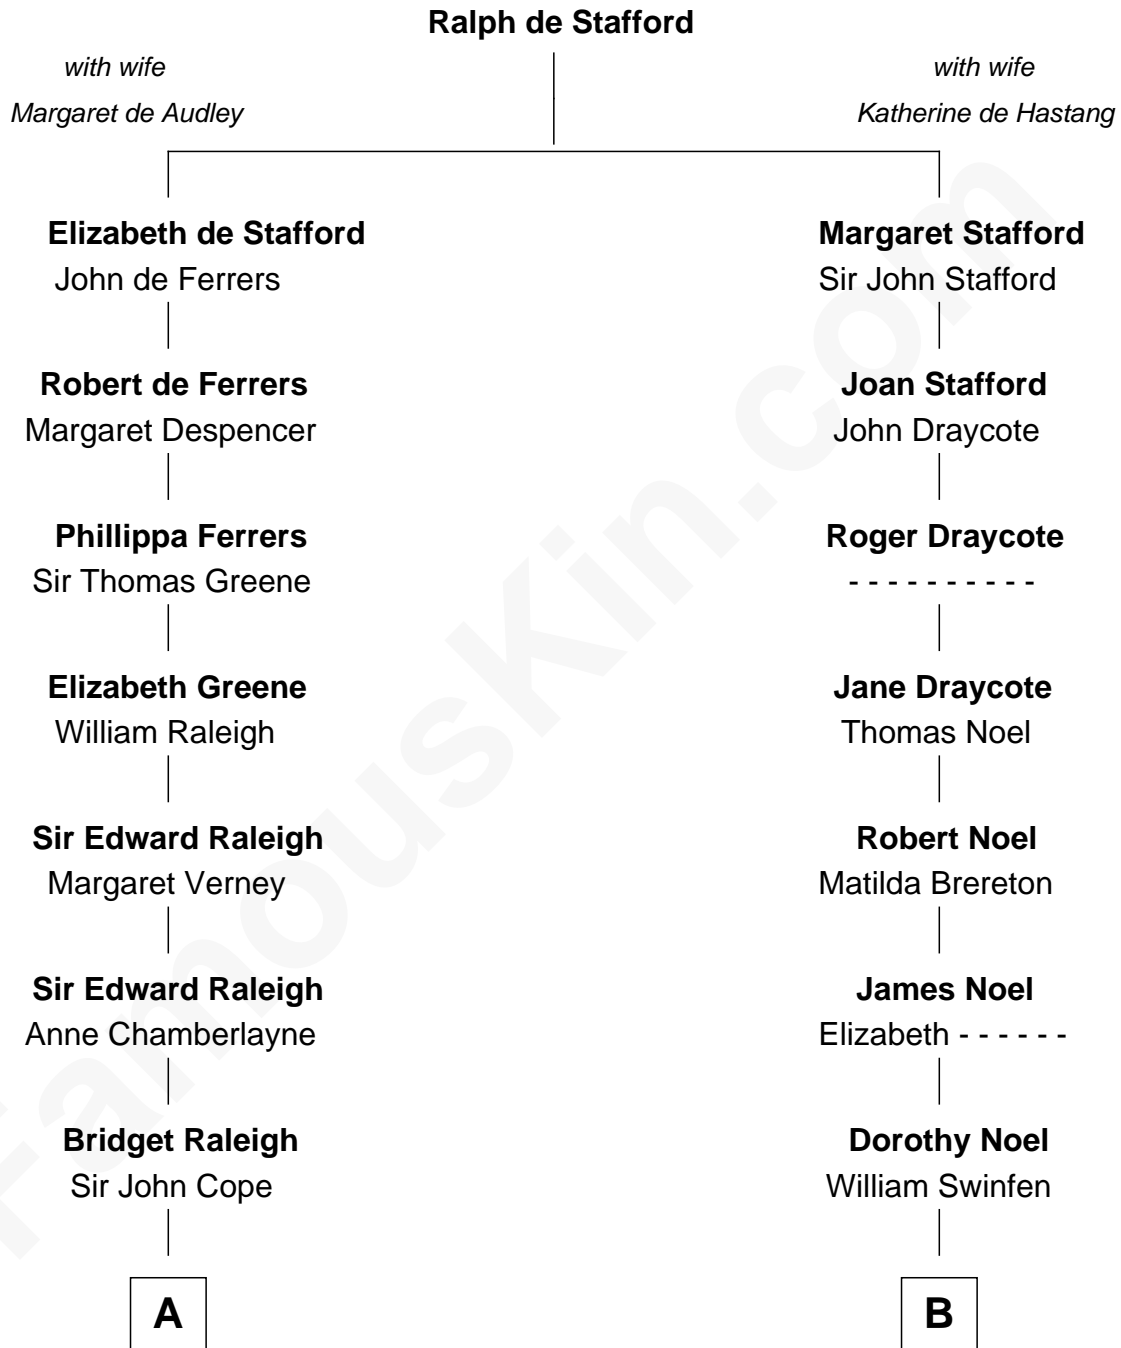 Ralph de Stafford
with wife
Margaret de Audley
with wife
Katherine de Hastang
Elizabeth de Stafford
John de Ferrers
Margaret Stafford
Sir John Stafford
Robert de Ferrers
Margaret Despencer
Joan Stafford
John Draycote
Phillippa Ferrers
Sir Thomas Greene
Roger Draycote
- - - - - - - - - -
Elizabeth Greene
William Raleigh
Jane Draycote
Thomas Noel
Sir Edward Raleigh
Margaret Verney
Robert Noel
Matilda Brereton
Sir Edward Raleigh
Anne Chamberlayne
James Noel
Elizabeth - - - - - -
Bridget Raleigh
Sir John Cope
Dorothy Noel
William Swinfen
A
B
FamousKin.com